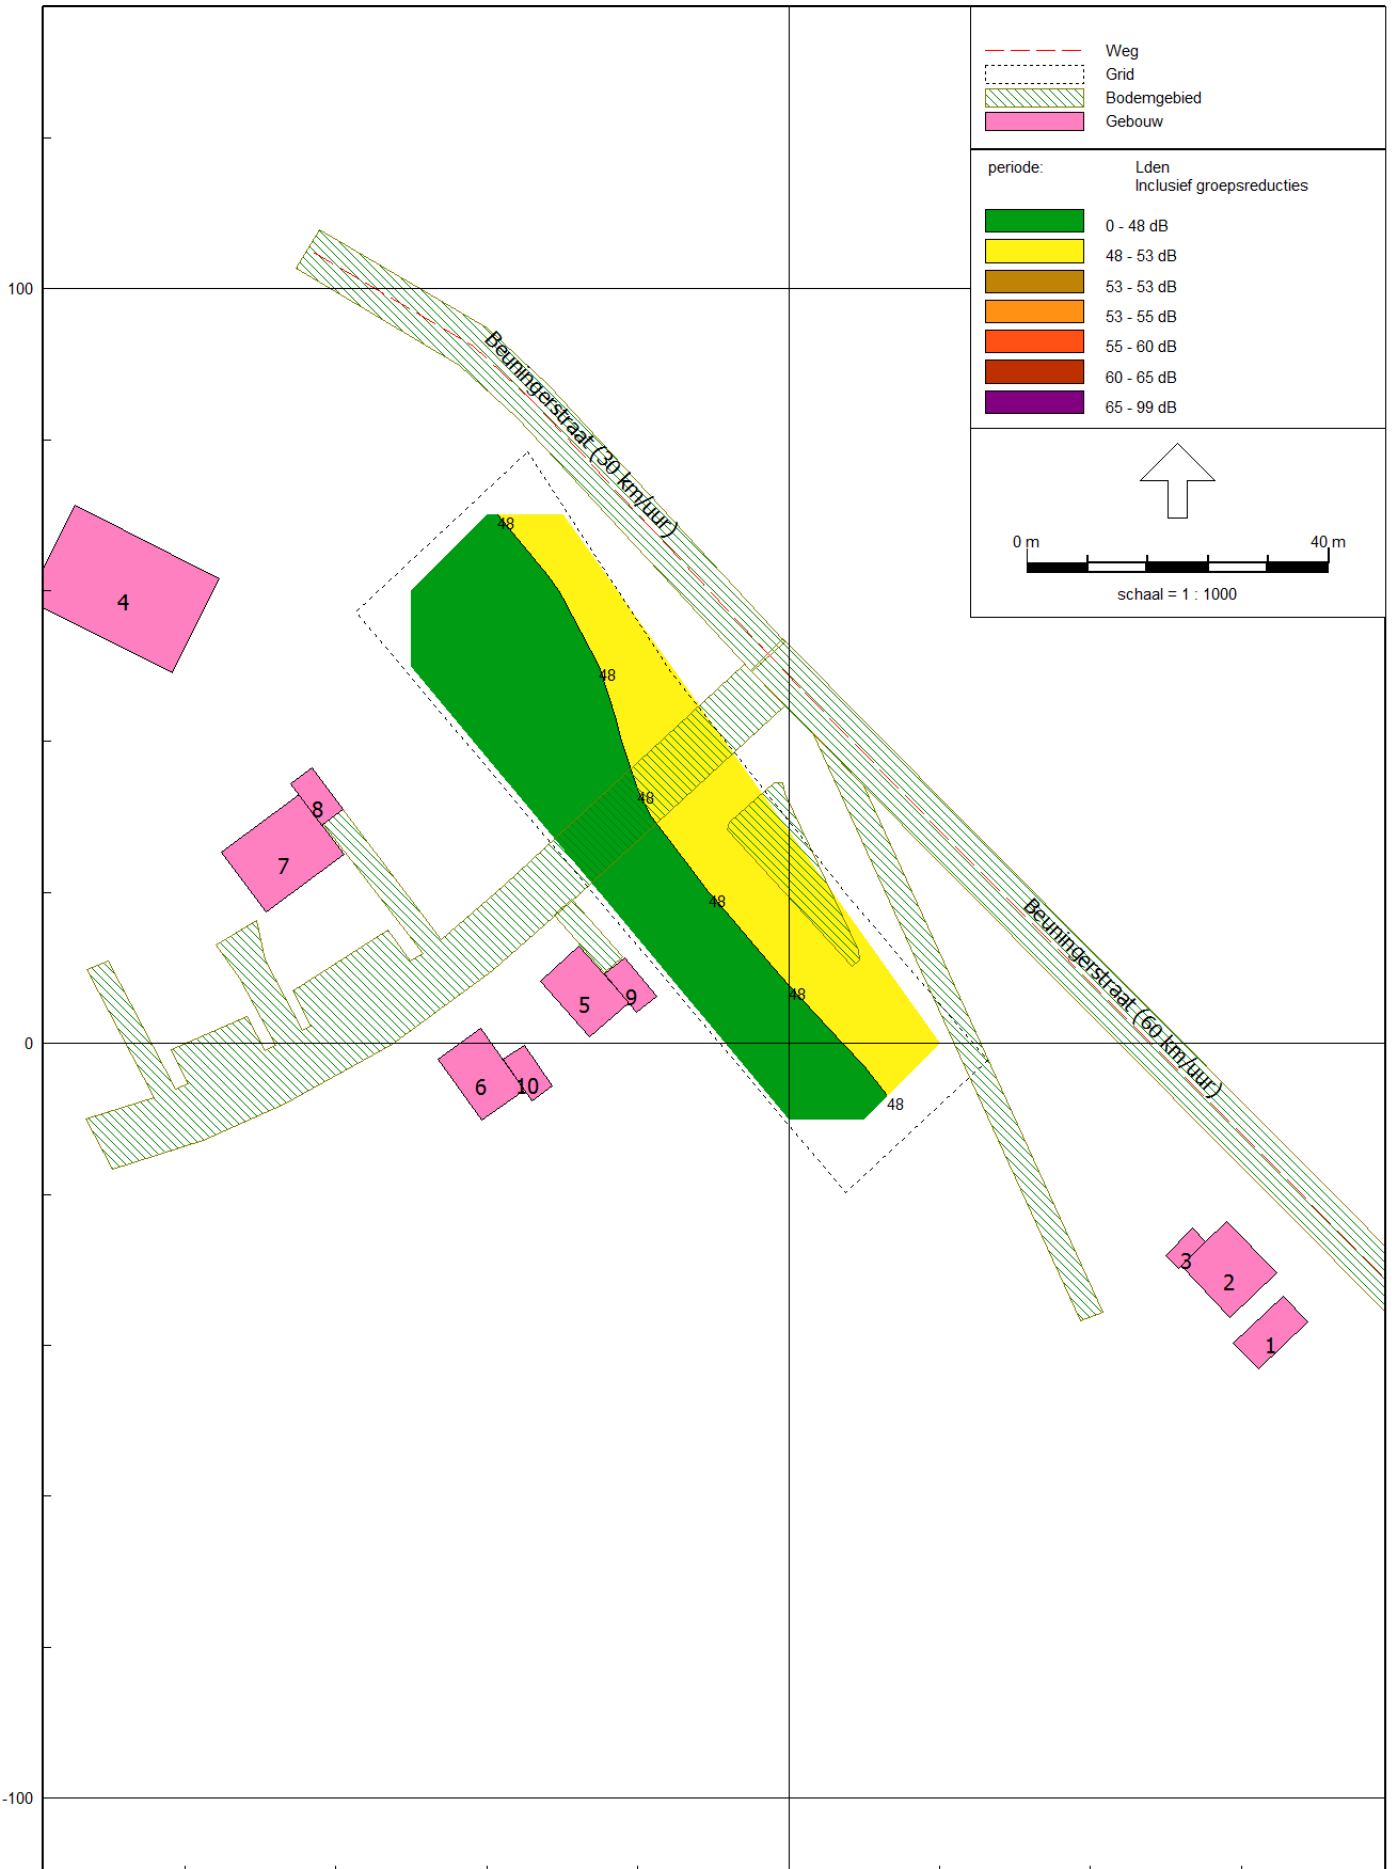 Weg
Grid
Bodemgebied
Gebouw
periode: Lden
Inclusief groepsreducties
0 - 48 dB
48 - 53 dB
53 - 53 dB
53 - 55 dB
55 - 60 dB
60 - 65 dB
65 - 99 dB
0 m 40 m
schaal = 1 : 1000
100
Beuningerstraat (30 km/uur)
48
4
48
48
8
7
48
Beuningerstraat (60 km/uur)
48
5
9
0
6
10
48
3
2
1
-100